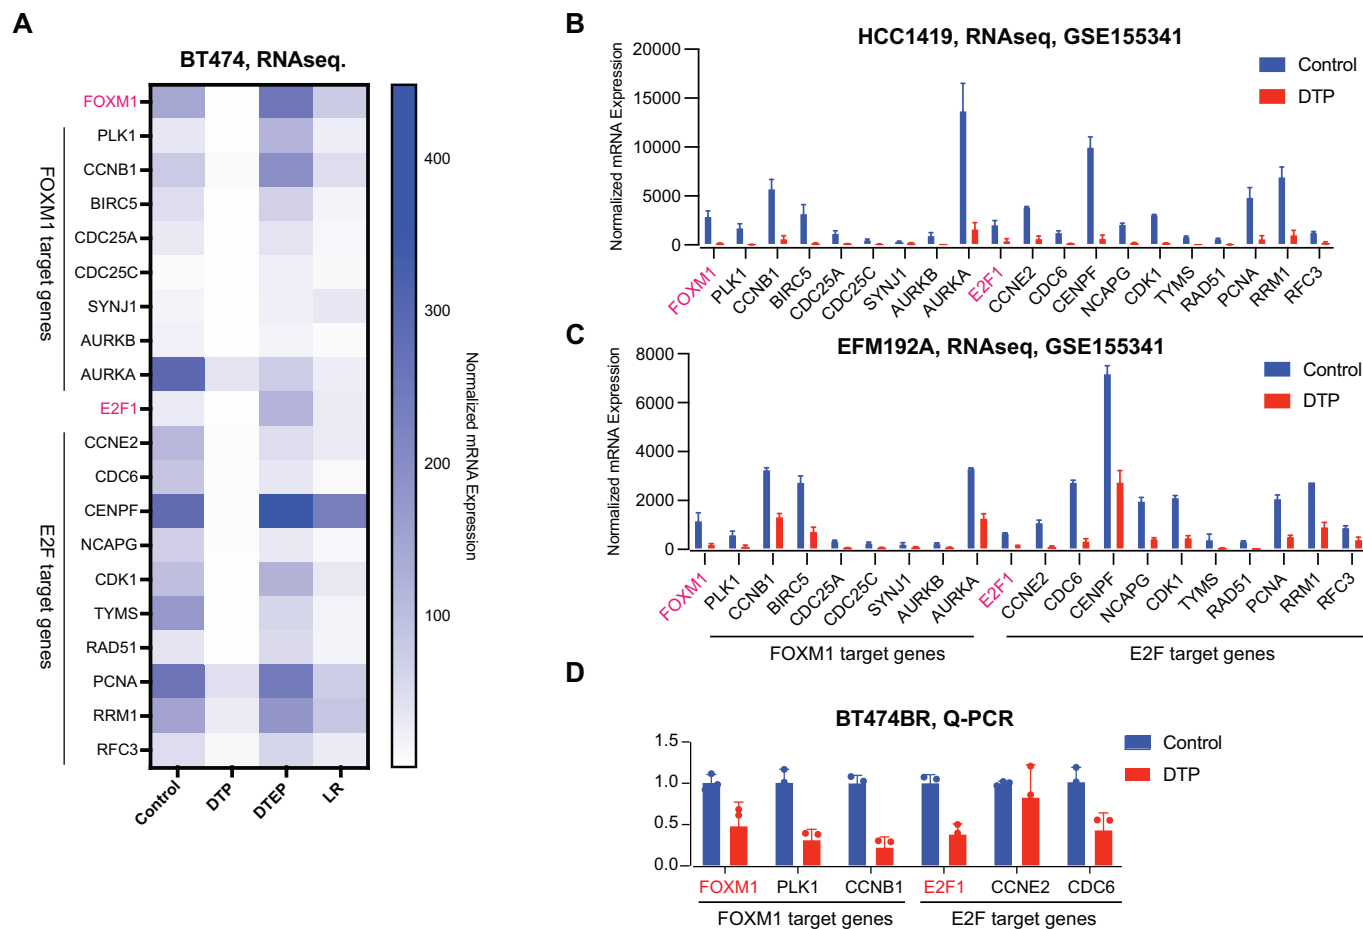 A
BT474, RNAseq.
FOXM1
PLK1
CCNB1
BIRC5
CDC25A
CDC25C
SYNJ1
AURKB
AURKA
E2F1
CCNE2
CDC6
CENPF
NCAPG
CDK1
TYMS
RAD51
PCNA
RRM1
RFC3
FOXM1 target genes
E2F target genes
Control
DTP
DTEP
LR
400
300
200
100
Normalized mRNA Expression
B
HCC1419, RNAseq, GSE155341
Normalized mRNA Expression
20000
15000
10000
5000
0
Control
DTP
FOXM1
PLK1
CCNB1
BIRC5
CDC25A
CDC25C
SYNJ1
AURKB
AURKA
E2F1
CCNE2
CDC6
CENPF
NCAPG
CDK1
TYMS
RAD51
PCNA
RRM1
RFC3
C
EFM192A, RNAseq, GSE155341
Normalized mRNA Expression
8000
6000
4000
2000
0
Control
DTP
FOXM1
PLK1
CCNB1
BIRC5
CDC25A
CDC25C
SYNJ1
AURKB
AURKA
E2F1
CCNE2
CDC6
CENPF
NCAPG
CDK1
TYMS
RAD51
PCNA
RRM1
RFC3
FOXM1 target genes
E2F target genes
D
BT474BR, Q-PCR
1.5
1.0
0.5
0.0
Control
DTP
FOXM1
PLK1
CCNB1
E2F1
CCNE2
CDC6
FOXM1 target genes
E2F target genes